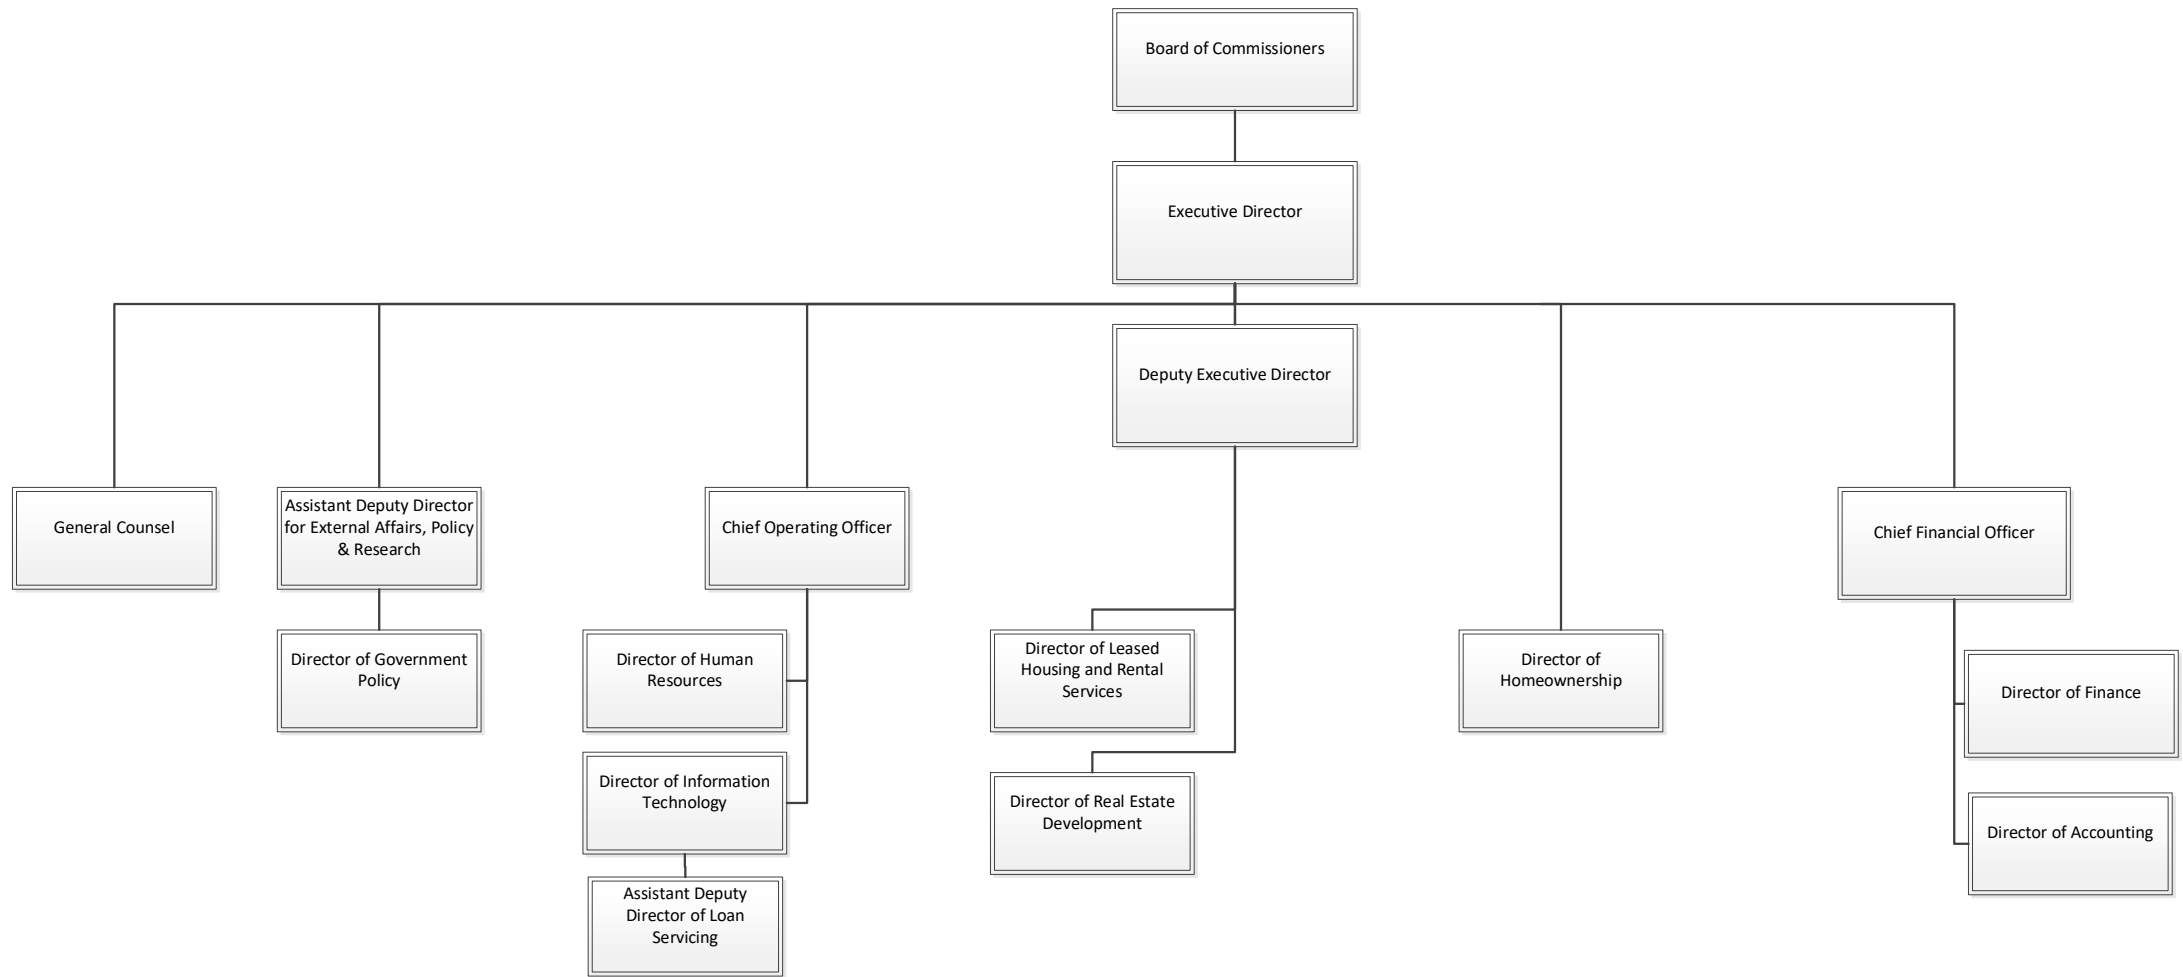 Board of Commissioners
Executive Director
Deputy Executive Director
General Counsel
Assistant Deputy Director
for External Affairs, Policy
& Research
Chief Operating Officer
Chief Financial Officer
Director of Government
Policy
Director of Human
Resources
Director of Leased
Housing and Rental
Services
Director of
Homeownership
Director of Finance
Director of Information
Technology
Director of Real Estate
Development
Director of Accounting
Assistant Deputy
Director of Loan
Servicing